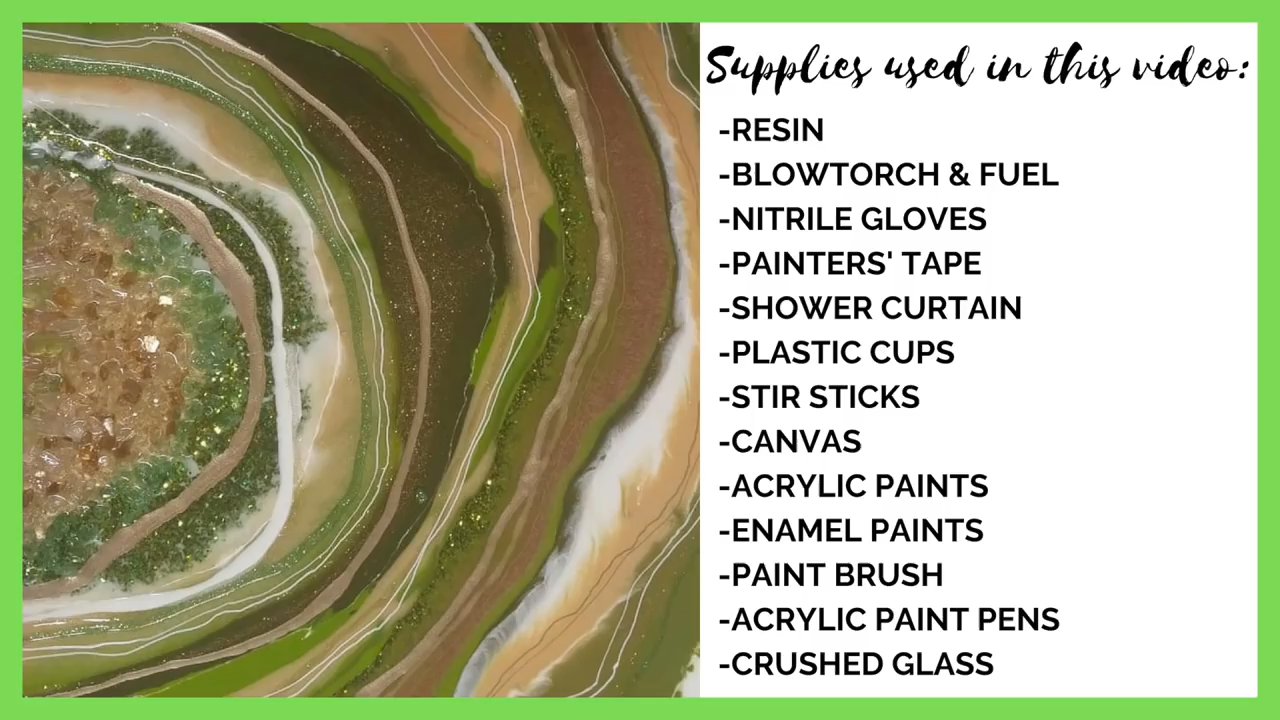 Supplies used in this video:
-RESIN
-BLOWTORCH & FUEL
-NITRILE GLOVES
-PAINTERS' TAPE
-SHOWER CURTAIN
-PLASTIC CUPS
-STIR STICKS
-CANVAS
-ACRYLIC PAINTS
-ENAMEL PAINTS
-PAINT BRUSH
-ACRYLIC PAINT PENS
-CRUSHED GLASS